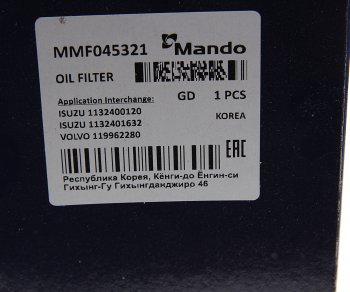 MMF045321 Mando
OIL FILTER
Application Interchange: GD 1 PCS
ISUZU 1132400120 KOREA
ISUZU 1132401632
VOLVO 119962280
EAC
Республика Корея, Кёнги-до Ёнгин-си
Гихынг-Гу Гихынгданджиро 46